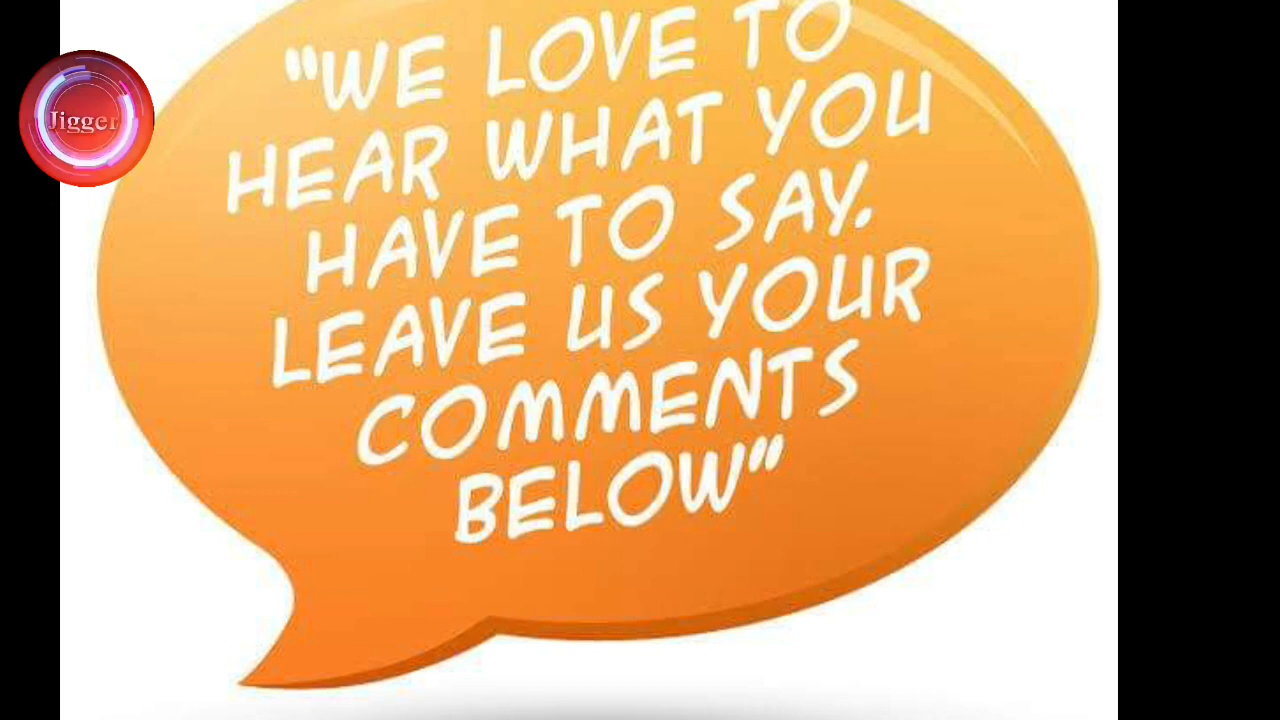 Jigger
"WE LOVE TO
HEAR WHAT YOU
HAVE TO SAY.
LEAVE US YOUR
COMMENTS
BELOW"